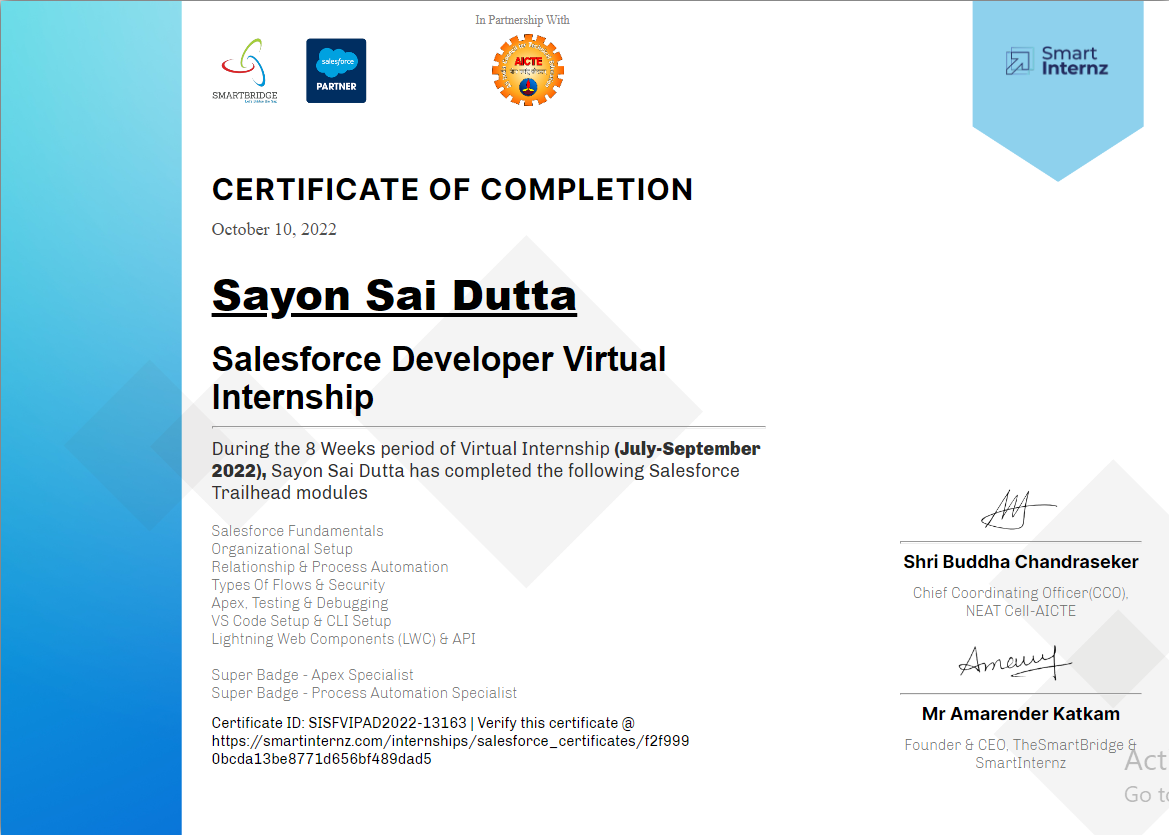 In Partnership With
SMARTBRIDGE
salesforce
PARTNER
AICTE
Smart
Internz
CERTIFICATE OF COMPLETION
October 10, 2022
Sayon Sai Dutta
Salesforce Developer Virtual
Internship
During the 8 Weeks period of Virtual Internship (July-September
2022), Sayon Sai Dutta has completed the following Salesforce
Trailhead modules
Salesforce Fundamentals
Organizational Setup
Relationship & Process Automation
Types Of Flows & Security
Apex, Testing & Debugging
VS Code Setup & CLI Setup
Lightning Web Components (LWC) & API
Super Badge - Apex Specialist
Super Badge - Process Automation Specialist
Certificate ID: SISFVIPAD2022-13163 | Verify this certificate @
https://smartinternz.com/internships/salesforce_certificates/f2f999
0bcda13be8771d656bf489dad5
Shri Buddha Chandraseker
Chief Coordinating Officer(CCO),
NEAT Cell-AICTE
Mr Amarender Katkam
Founder & CEO, TheSmartBridge &
SmartInternz
Act
Go to